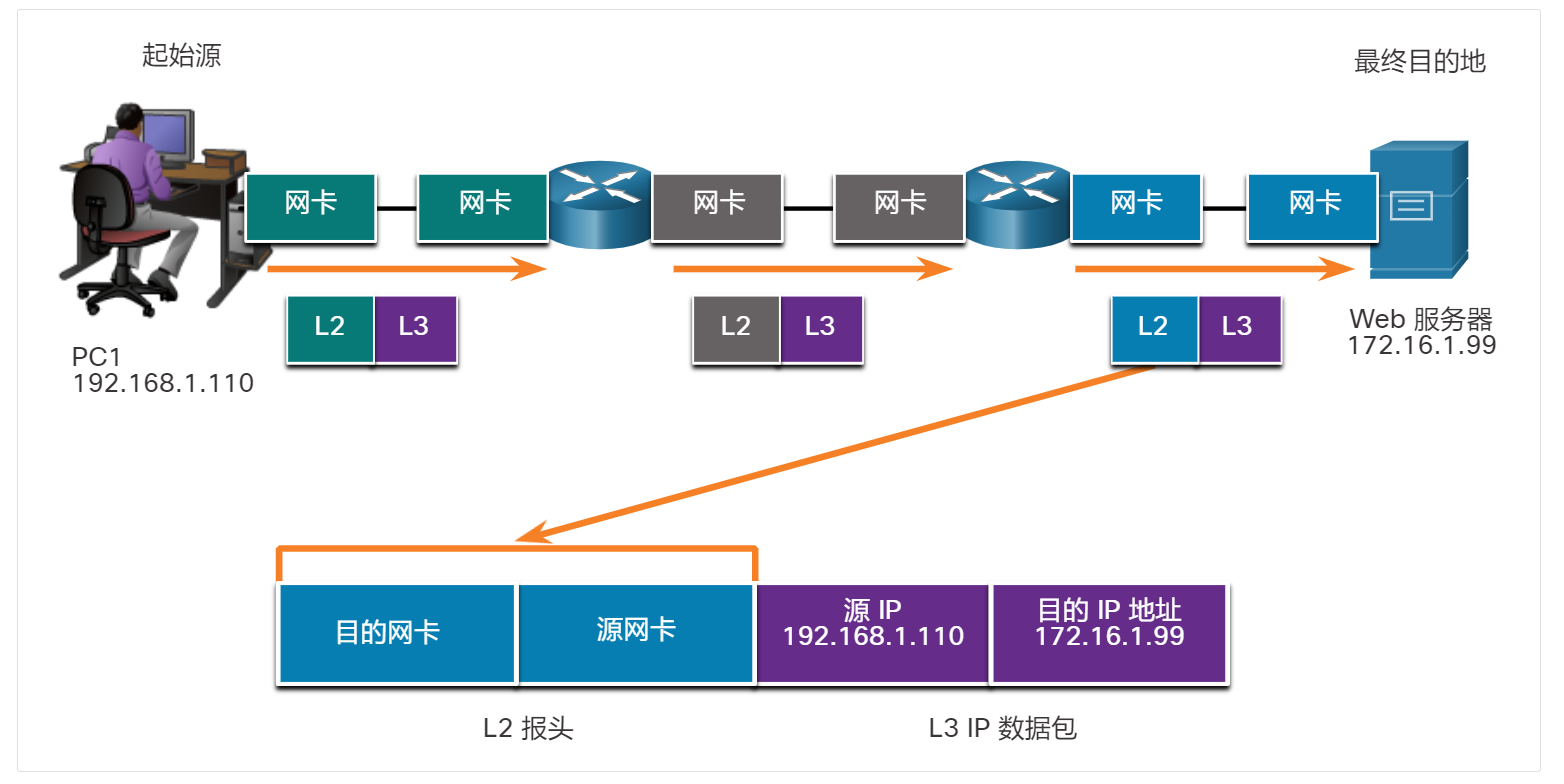 起始源
最终目的地
网卡
网卡
网卡
网卡
网卡
网卡
L2
L3
L2
L3
L2
L3
PC1
192.168.1.110
Web 服务器
172.16.1.99
目的网卡
源网卡
源 IP
192.168.1.110
目的 IP 地址
172.16.1.99
L2 报头
L3 IP 数据包